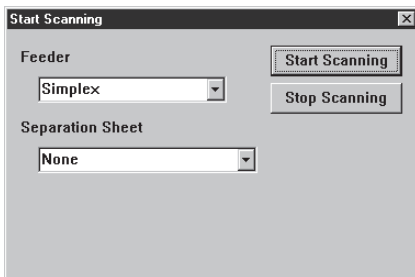 Start Scanning
Feeder
Start Scanning
Simplex
Stop Scanning
Separation Sheet
None